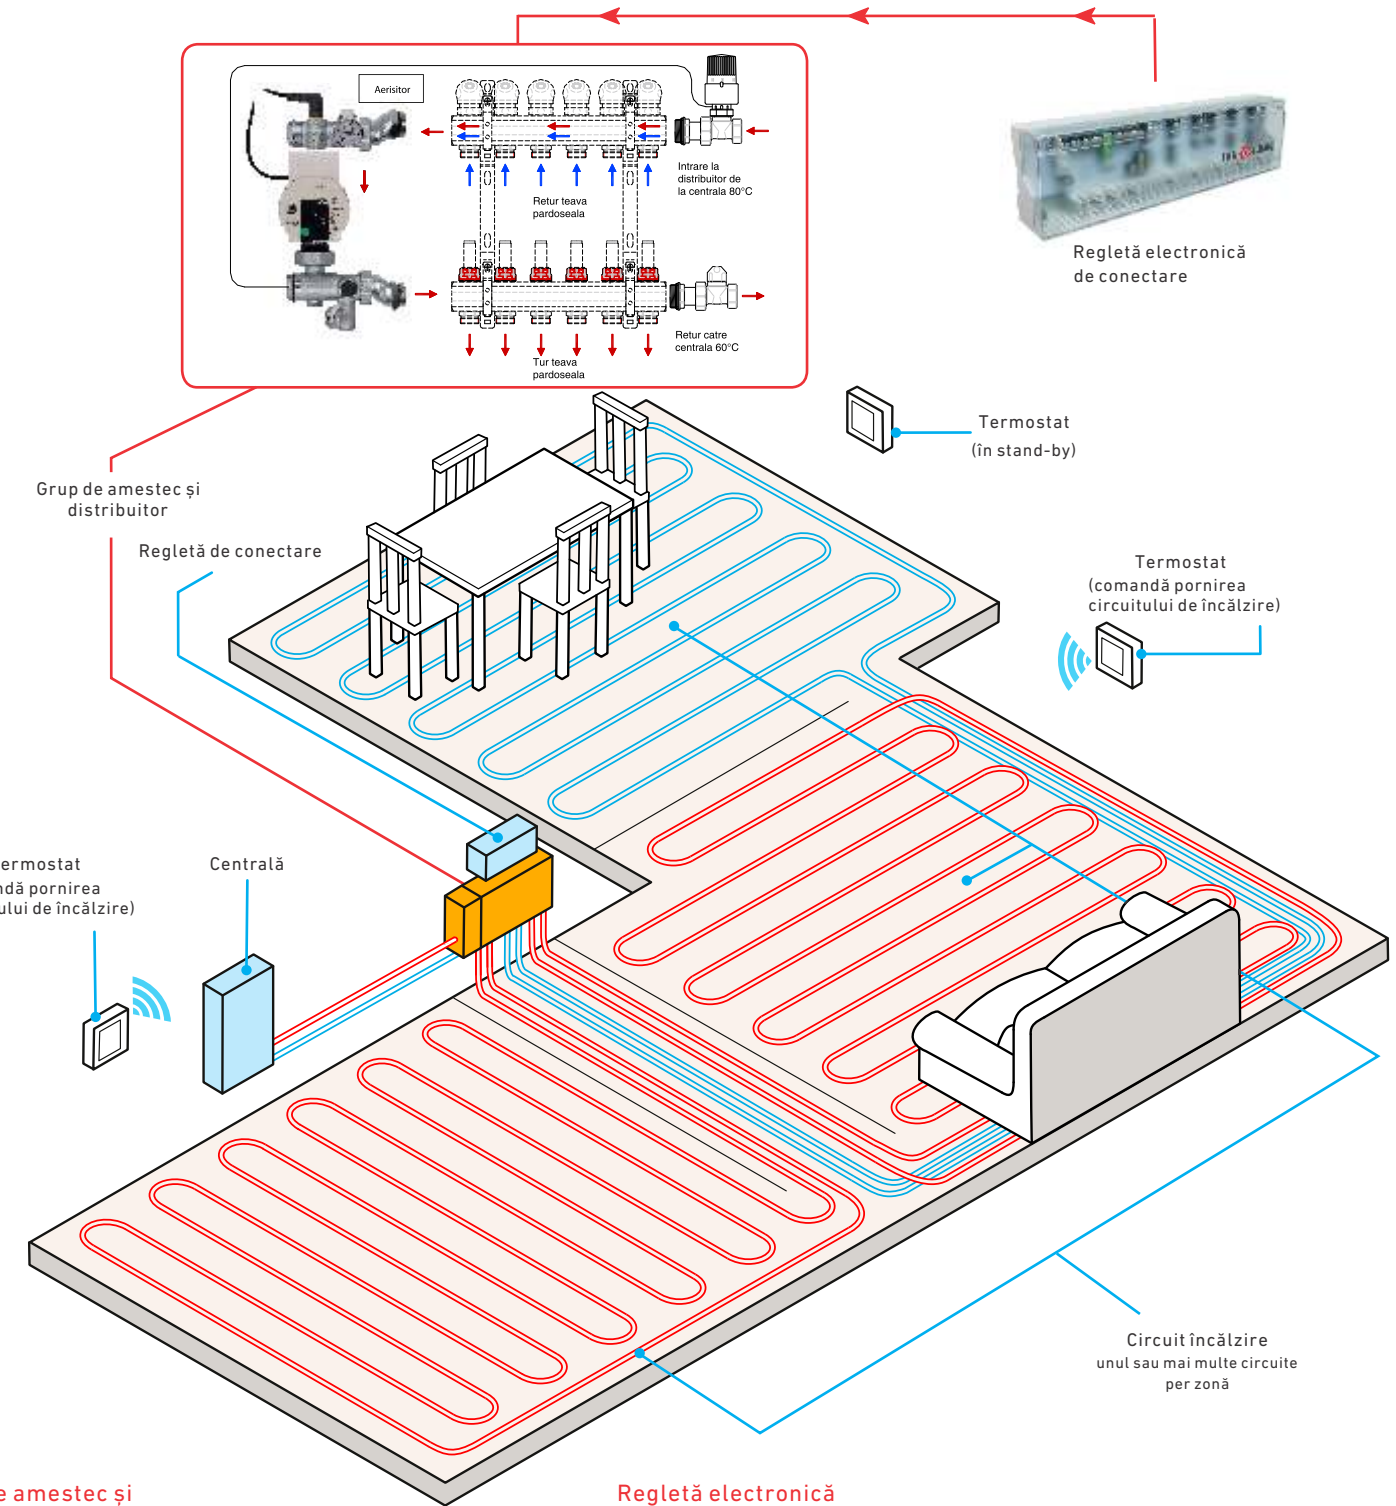 Aerisitor
Intrare la
distribuitor de
la centrala 80°C
Retur teava
pardoseala
Retur catre
centrala 60°C
Tur teava
pardoseala
Regletă electronică
de conectare
Termostat
(în stand-by)
Grup de amestec și
distribuitor
Regletă de conectare
Termostat
(comandă pornirea
circuitului de încălzire)
ermostat
ndă pornirea
ului de încălzire)
Centrală
Circuit încălzire
unul sau mai multe circuite
per zonă
e amestec și
Regletă electronică